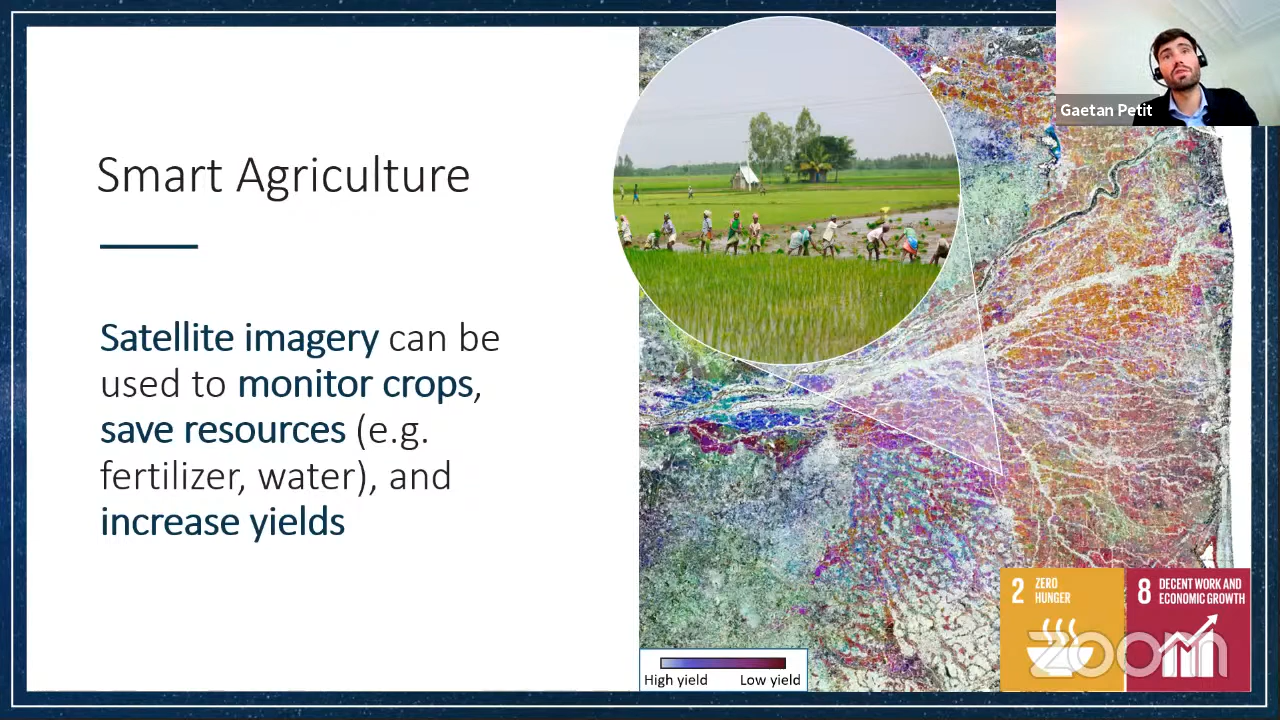 Gaetan Petit
Smart Agriculture
Satellite imagery can be
used to monitor crops,
save resources (e.g.
fertilizer, water), and
increase yields
High yield Low yield
2 ZERO
HUNGER
8 DECENT WORK AND
ECONOMIC GROWTH
zoom